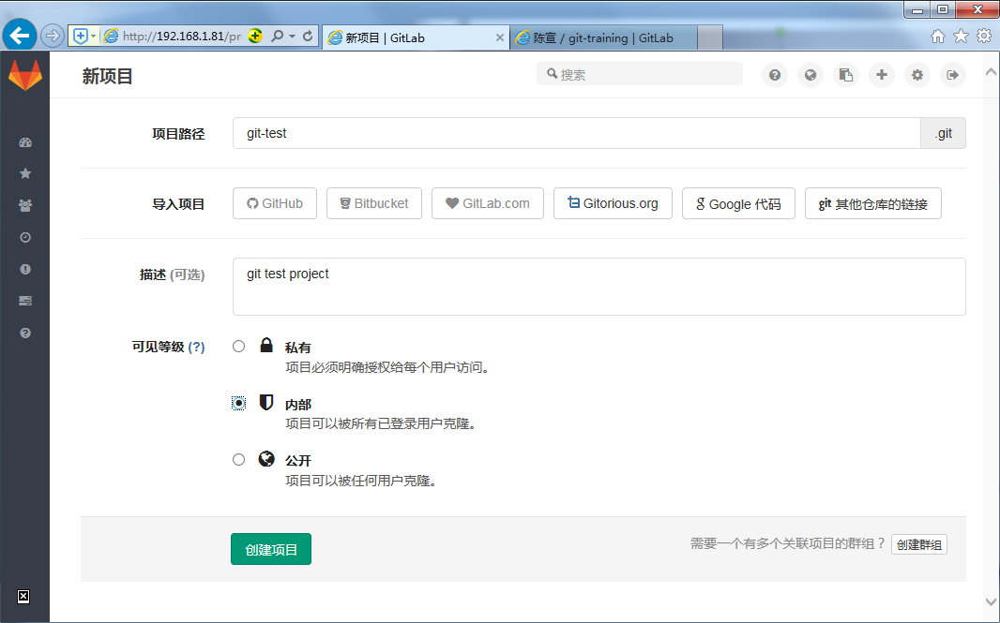 http://192.168.1.81/pr
新项目 | GitLab
陈宣 / git-training | GitLab
新项目
搜索
项目路径
git-test
.git
导入项目
GitHub
Bitbucket
GitLab.com
Gitorious.org
Google 代码
git 其他仓库的链接
描述 (可选)
git test project
可见等级 (?)
私有
项目必须明确授权给每个用户访问。
内部
项目可以被所有已登录用户克隆。
公开
项目可以被任何用户克隆。
创建项目
需要一个有多个关联项目的群组？
创建群组